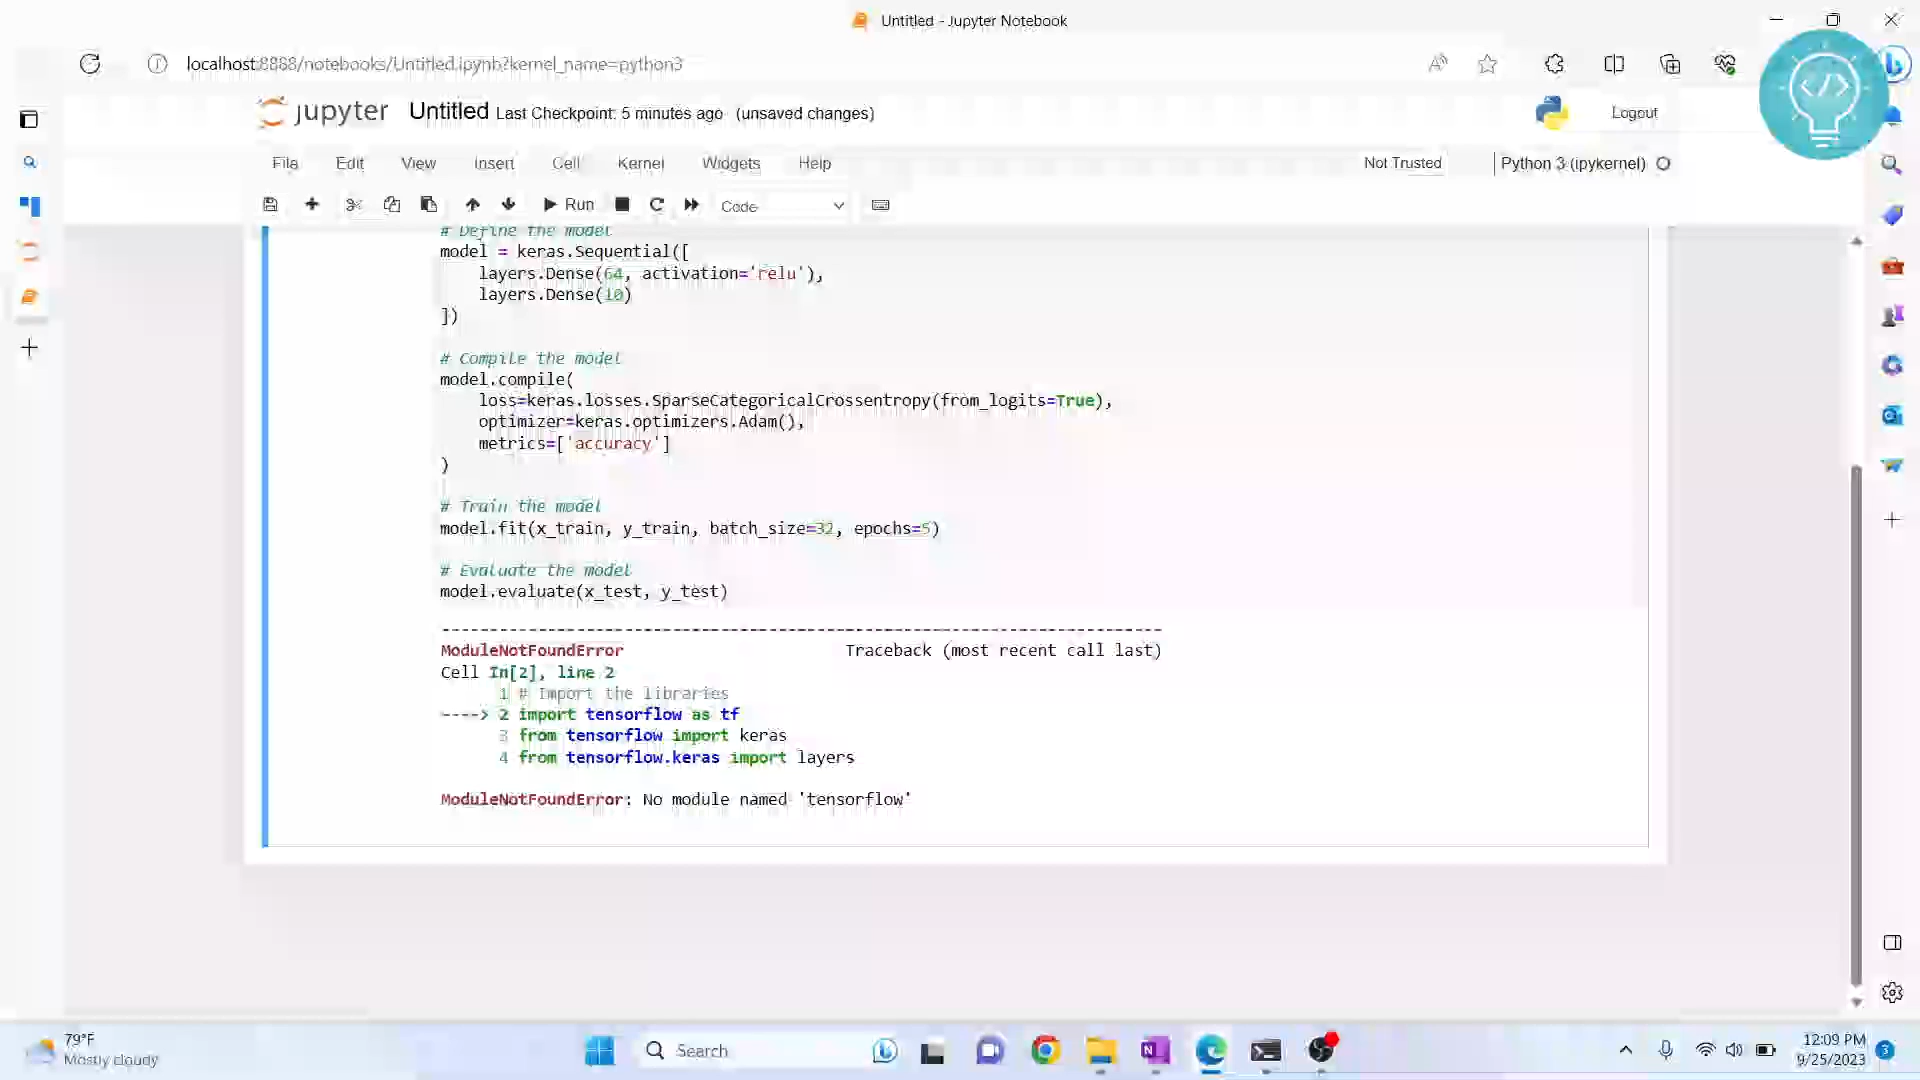 Untitled - Jupyter Notebook
localhost:8888/notebooks/Untitled.ipynb?kernel_name=python3
jupyter Untitled Last Checkpoint: 5 minutes ago (unsaved changes)
Logout
File Edit View Insert Cell Kernel Widgets Help
Not Trusted
Python 3 (ipykernel)
Run
Code
# Define the model
model = keras.Sequential([
layers.Dense(64, activation='relu'),
layers.Dense(10)
])
# Compile the model
model.compile(
loss=keras.losses.SparseCategoricalCrossentropy(from_logits=True),
optimizer=keras.optimizers.Adam(),
metrics=['accuracy']
)
# Train the model
model.fit(x_train, y_train, batch_size=32, epochs=5)
# Evaluate the model
model.evaluate(x_test, y_test)
---------------------------------------------------------------------------
ModuleNotFoundError Traceback (most recent call last)
Cell In[2], line 2
1 # Import the libraries
----> 2 import tensorflow as tf
3 from tensorflow import keras
4 from tensorflow.keras import layers
ModuleNotFoundError: No module named 'tensorflow'
79°F
Mostly cloudy
Search
12:09 PM
9/25/2023
3